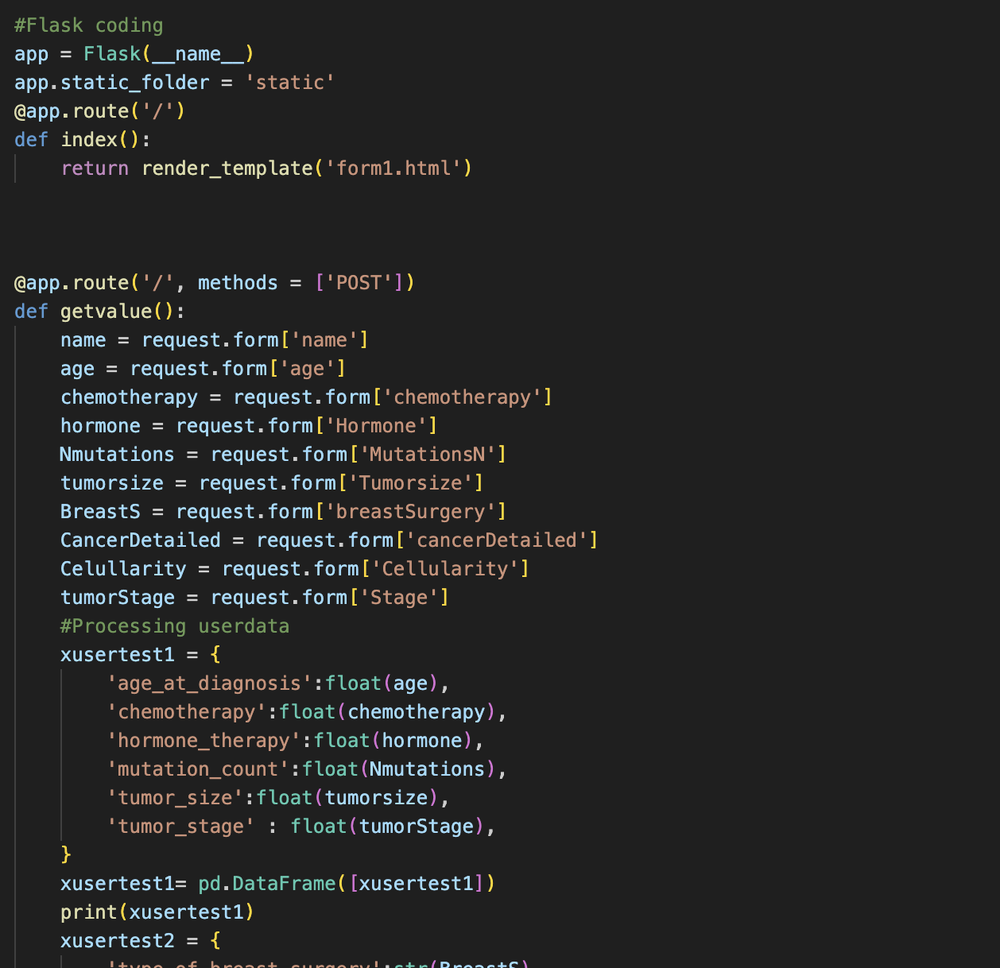 #Flask coding
app = Flask(__name__)
app.static_folder = 'static'
@app.route('/')
def index():
    return render_template('form1.html')
@app.route('/', methods = ['POST'])
def getvalue():
    name = request.form['name']
    age = request.form['age']
    chemotherapy = request.form['chemotherapy']
    hormone = request.form['Hormone']
    Nmutations = request.form['MutationsN']
    tumorsize = request.form['Tumorsize']
    BreastS = request.form['breastSurgery']
    CancerDetailed = request.form['cancerDetailed']
    Celullarity = request.form['Cellularity']
    tumorStage = request.form['Stage']
    #Processing userdata
    xusertest1 = {
        'age_at_diagnosis':float(age),
        'chemotherapy':float(chemotherapy),
        'hormone_therapy':float(hormone),
        'mutation_count':float(Nmutations),
        'tumor_size':float(tumorsize),
        'tumor_stage' : float(tumorStage),
    }
    xusertest1= pd.DataFrame([xusertest1])
    print(xusertest1)
    xusertest2 = {
        'type_of_breast_surgery':str(BreastS)